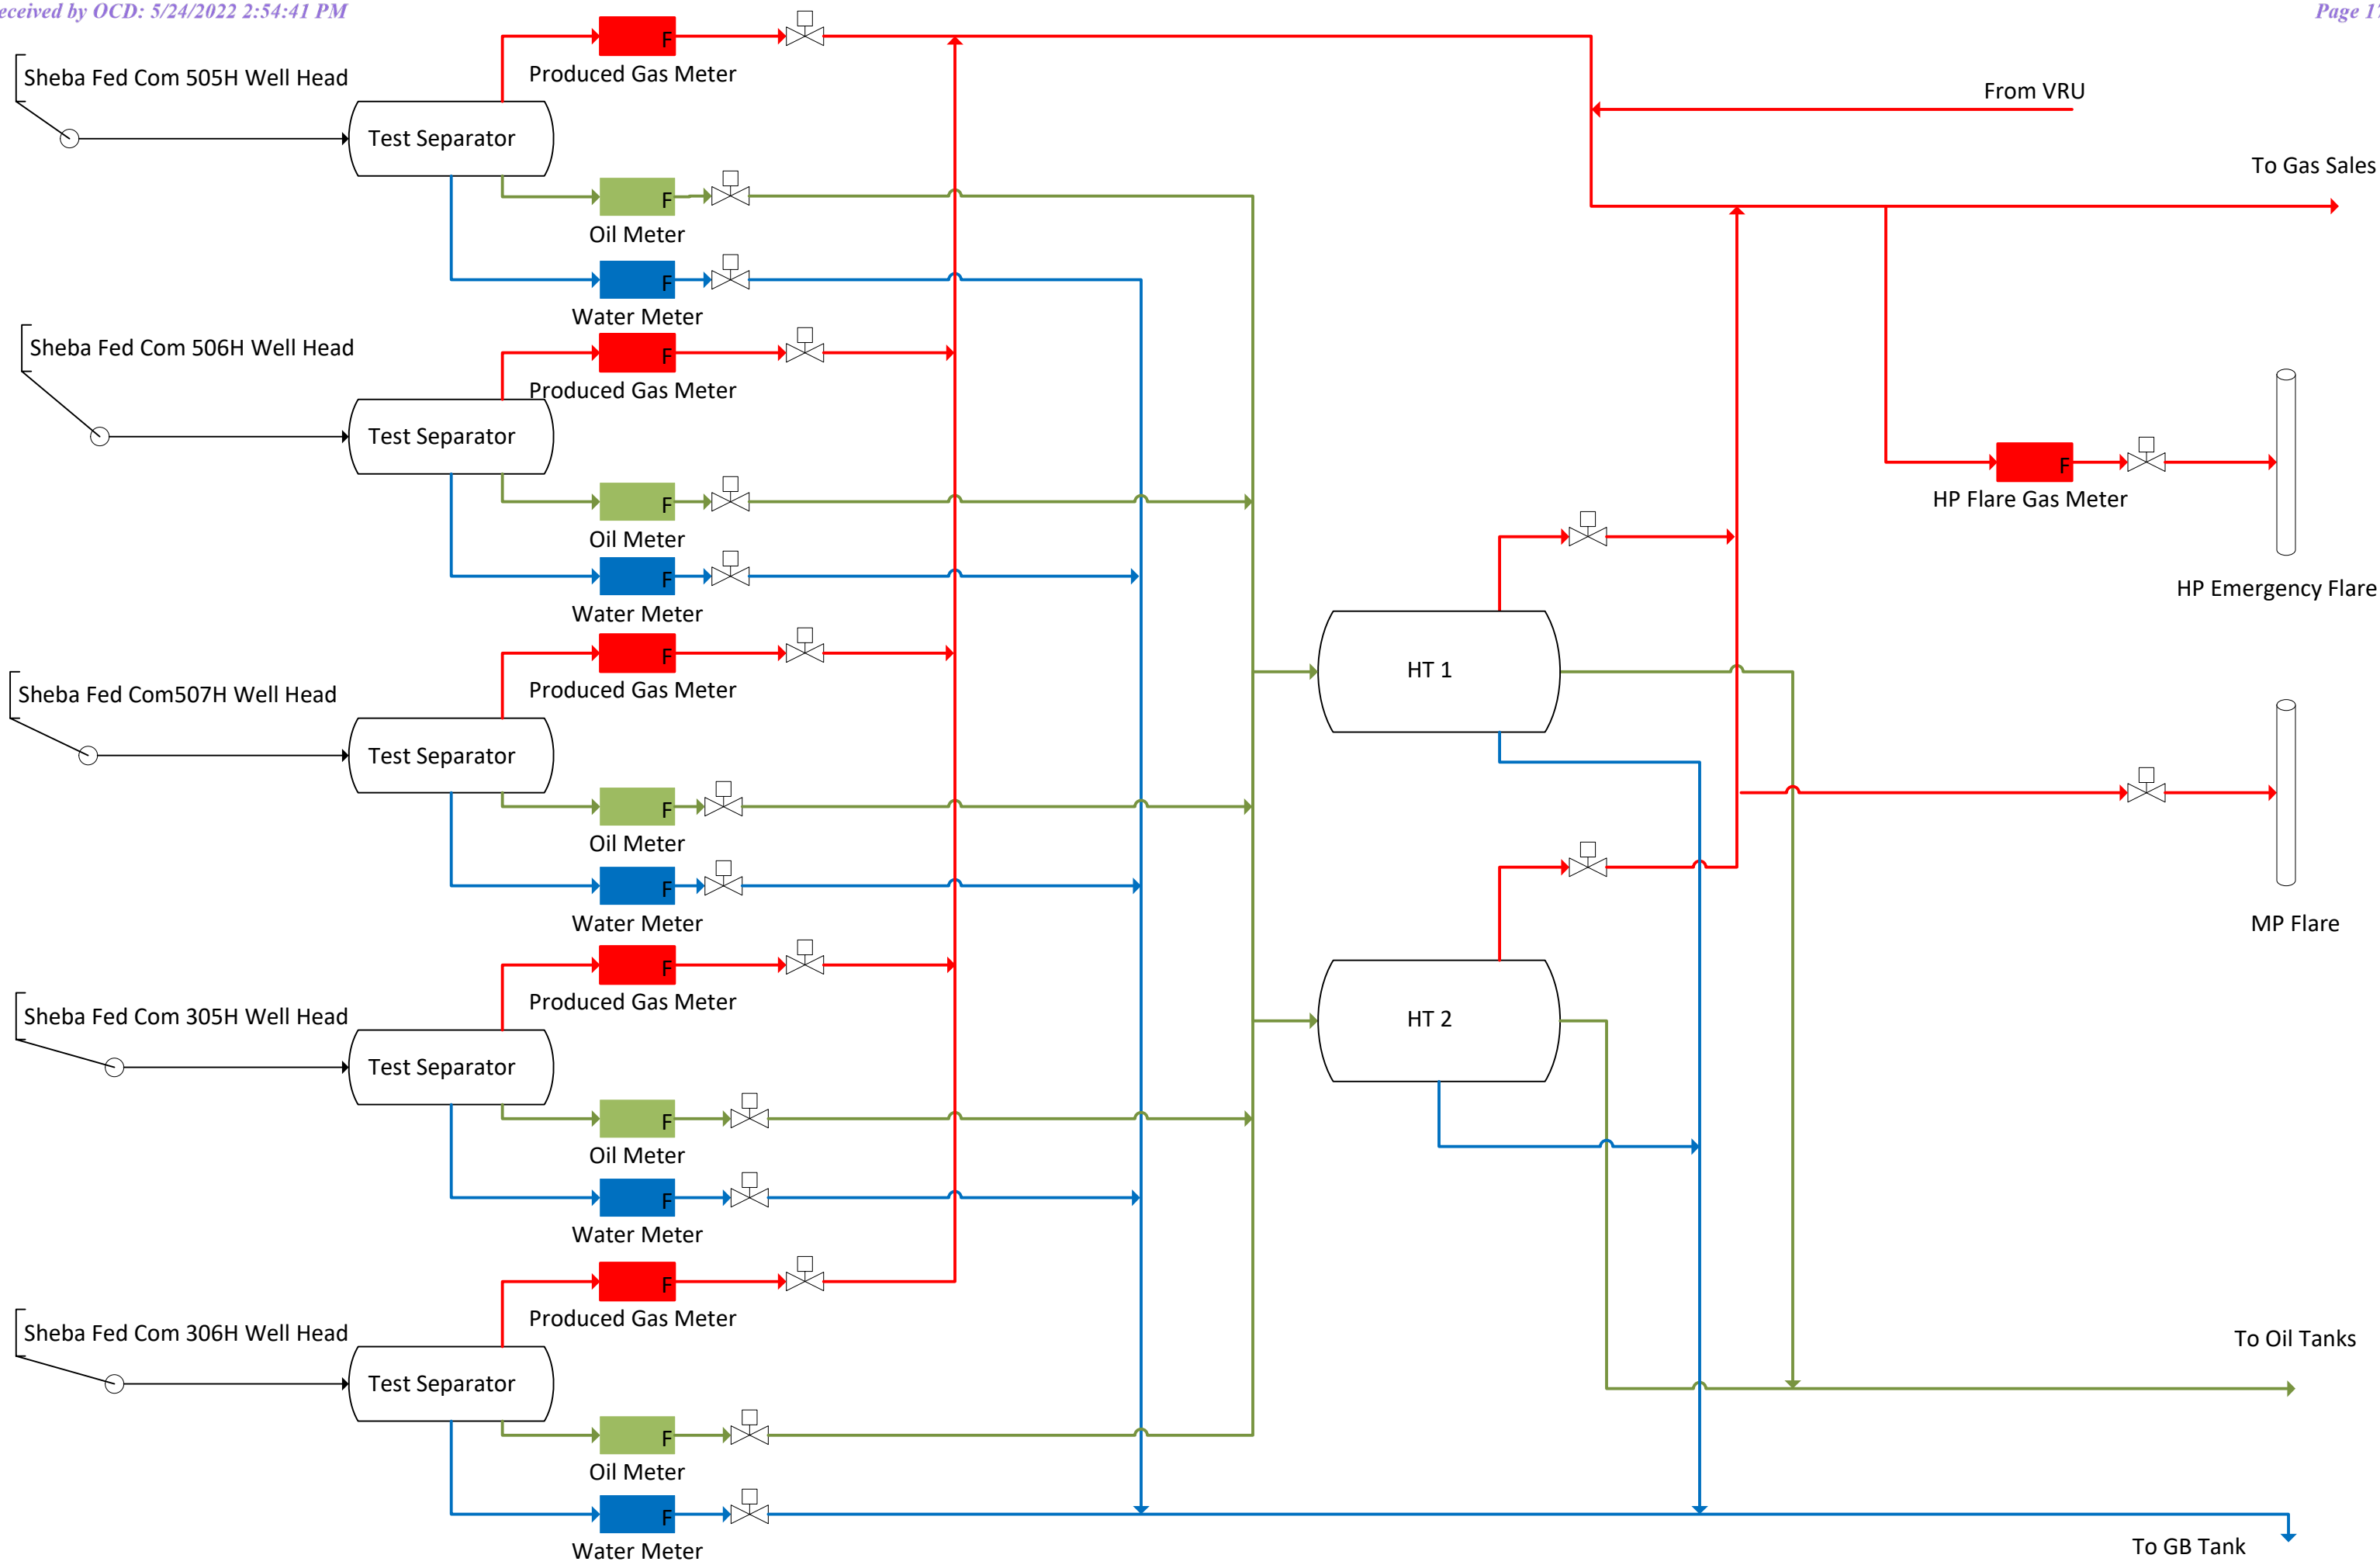 eceived by OCD: 5/24/2022 2:54:41 PM
Page 17
F
Produced Gas Meter
Sheba Fed Com 505H Well Head
Test Separator
From VRU
To Gas Sales
F
Oil Meter
F
Water Meter
Sheba Fed Com 506H Well Head
F
Produced Gas Meter
Test Separator
F
Oil Meter
F
Water Meter
F
HP Flare Gas Meter
HP Emergency Flare
Sheba Fed Com507H Well Head
F
Produced Gas Meter
Test Separator
F
Oil Meter
F
Water Meter
HT 1
MP Flare
Sheba Fed Com 305H Well Head
F
Produced Gas Meter
Test Separator
F
Oil Meter
F
Water Meter
HT 2
Sheba Fed Com 306H Well Head
F
Produced Gas Meter
Test Separator
F
Oil Meter
F
Water Meter
To Oil Tanks
To GB Tank